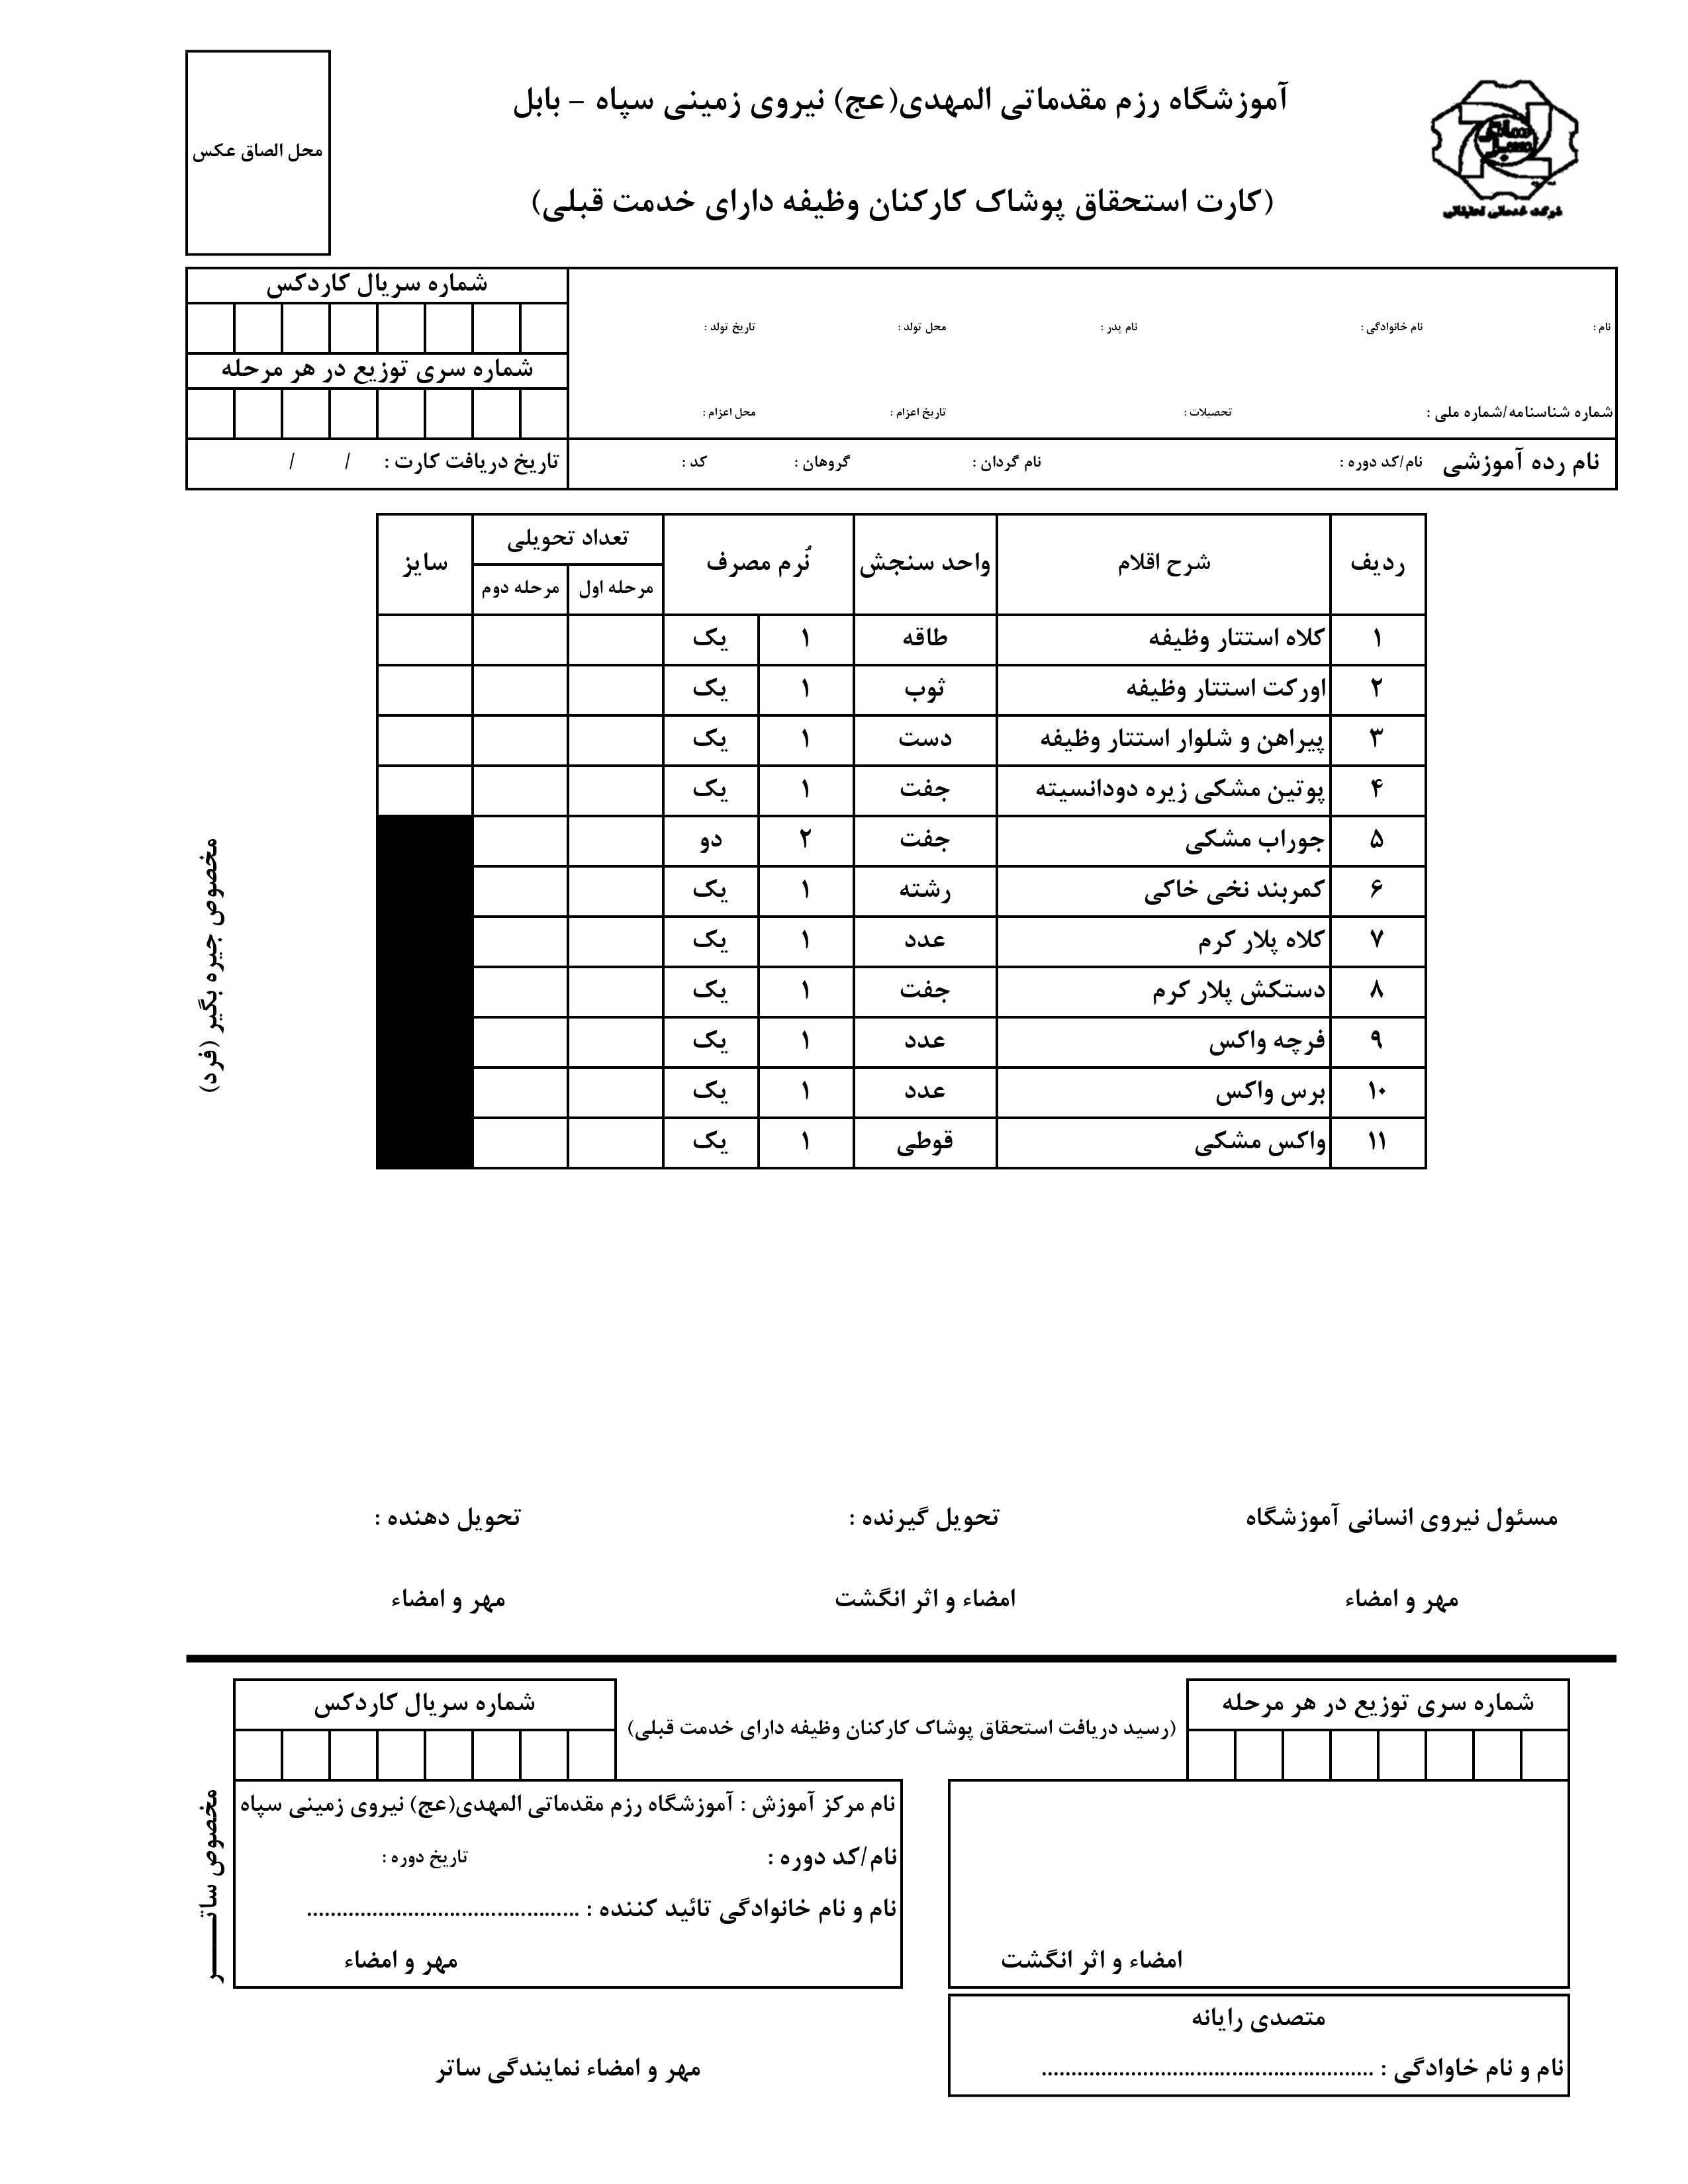 آموزشگاه رزم مقدماتی المهدی(عج) نیروی زمینی سپاه - بابل
(کارت استحقاق پوشاک کارکنان وظیفه دارای خدمت قبلی)
محل الصاق عکس
شرکت خدماتی تحقیقاتی
نام : نام خانوادگی : نام پدر : محل تولد : تاریخ تولد :
شماره سریال کاردکس
شماره شناسنامه/شماره ملی : تحصیلات : تاریخ اعزام : محل اعزام :
شماره سری توزیع در هر مرحله
نام رده آموزشی نام/کد دوره : نام گردان : گروهان : کد :
تاریخ دریافت کارت : / /
ردیف شرح اقلام واحد سنجش نُرم مصرف تعداد تحویلی سایز
مرحله اول مرحله دوم
۱ کلاه استتار وظیفه طاقه ۱ یک
۲ اورکت استتار وظیفه ثوب ۱ یک
۳ پیراهن و شلوار استتار وظیفه دست ۱ یک
۴ پوتین مشکی زیره دودانسیته جفت ۱ یک
۵ جوراب مشکی جفت ۲ دو
۶ کمربند نخی خاکی رشته ۱ یک
۷ کلاه پلار کرم عدد ۱ یک
۸ دستکش پلار کرم جفت ۱ یک
۹ فرچه واکس عدد ۱ یک
۱۰ برس واکس عدد ۱ یک
۱۱ واکس مشکی قوطی ۱ یک
مخصوص جیره بگیر (فرد)
مسئول نیروی انسانی آموزشگاه تحویل گیرنده : تحویل دهنده :
مهر و امضاء امضاء و اثر انگشت مهر و امضاء
شماره سری توزیع در هر مرحله
(رسید دریافت استحقاق پوشاک کارکنان وظیفه دارای خدمت قبلی)
شماره سریال کاردکس
نام مرکز آموزش : آموزشگاه رزم مقدماتی المهدی(عج) نیروی زمینی سپاه
نام/کد دوره : تاریخ دوره :
نام و نام خانوادگی تائید کننده : .............................................
امضاء و اثر انگشت مهر و امضاء
مخصوص ساتـــــر
متصدی رایانه
نام و نام خاوادگی : .......................................................
مهر و امضاء نمایندگی ساتر